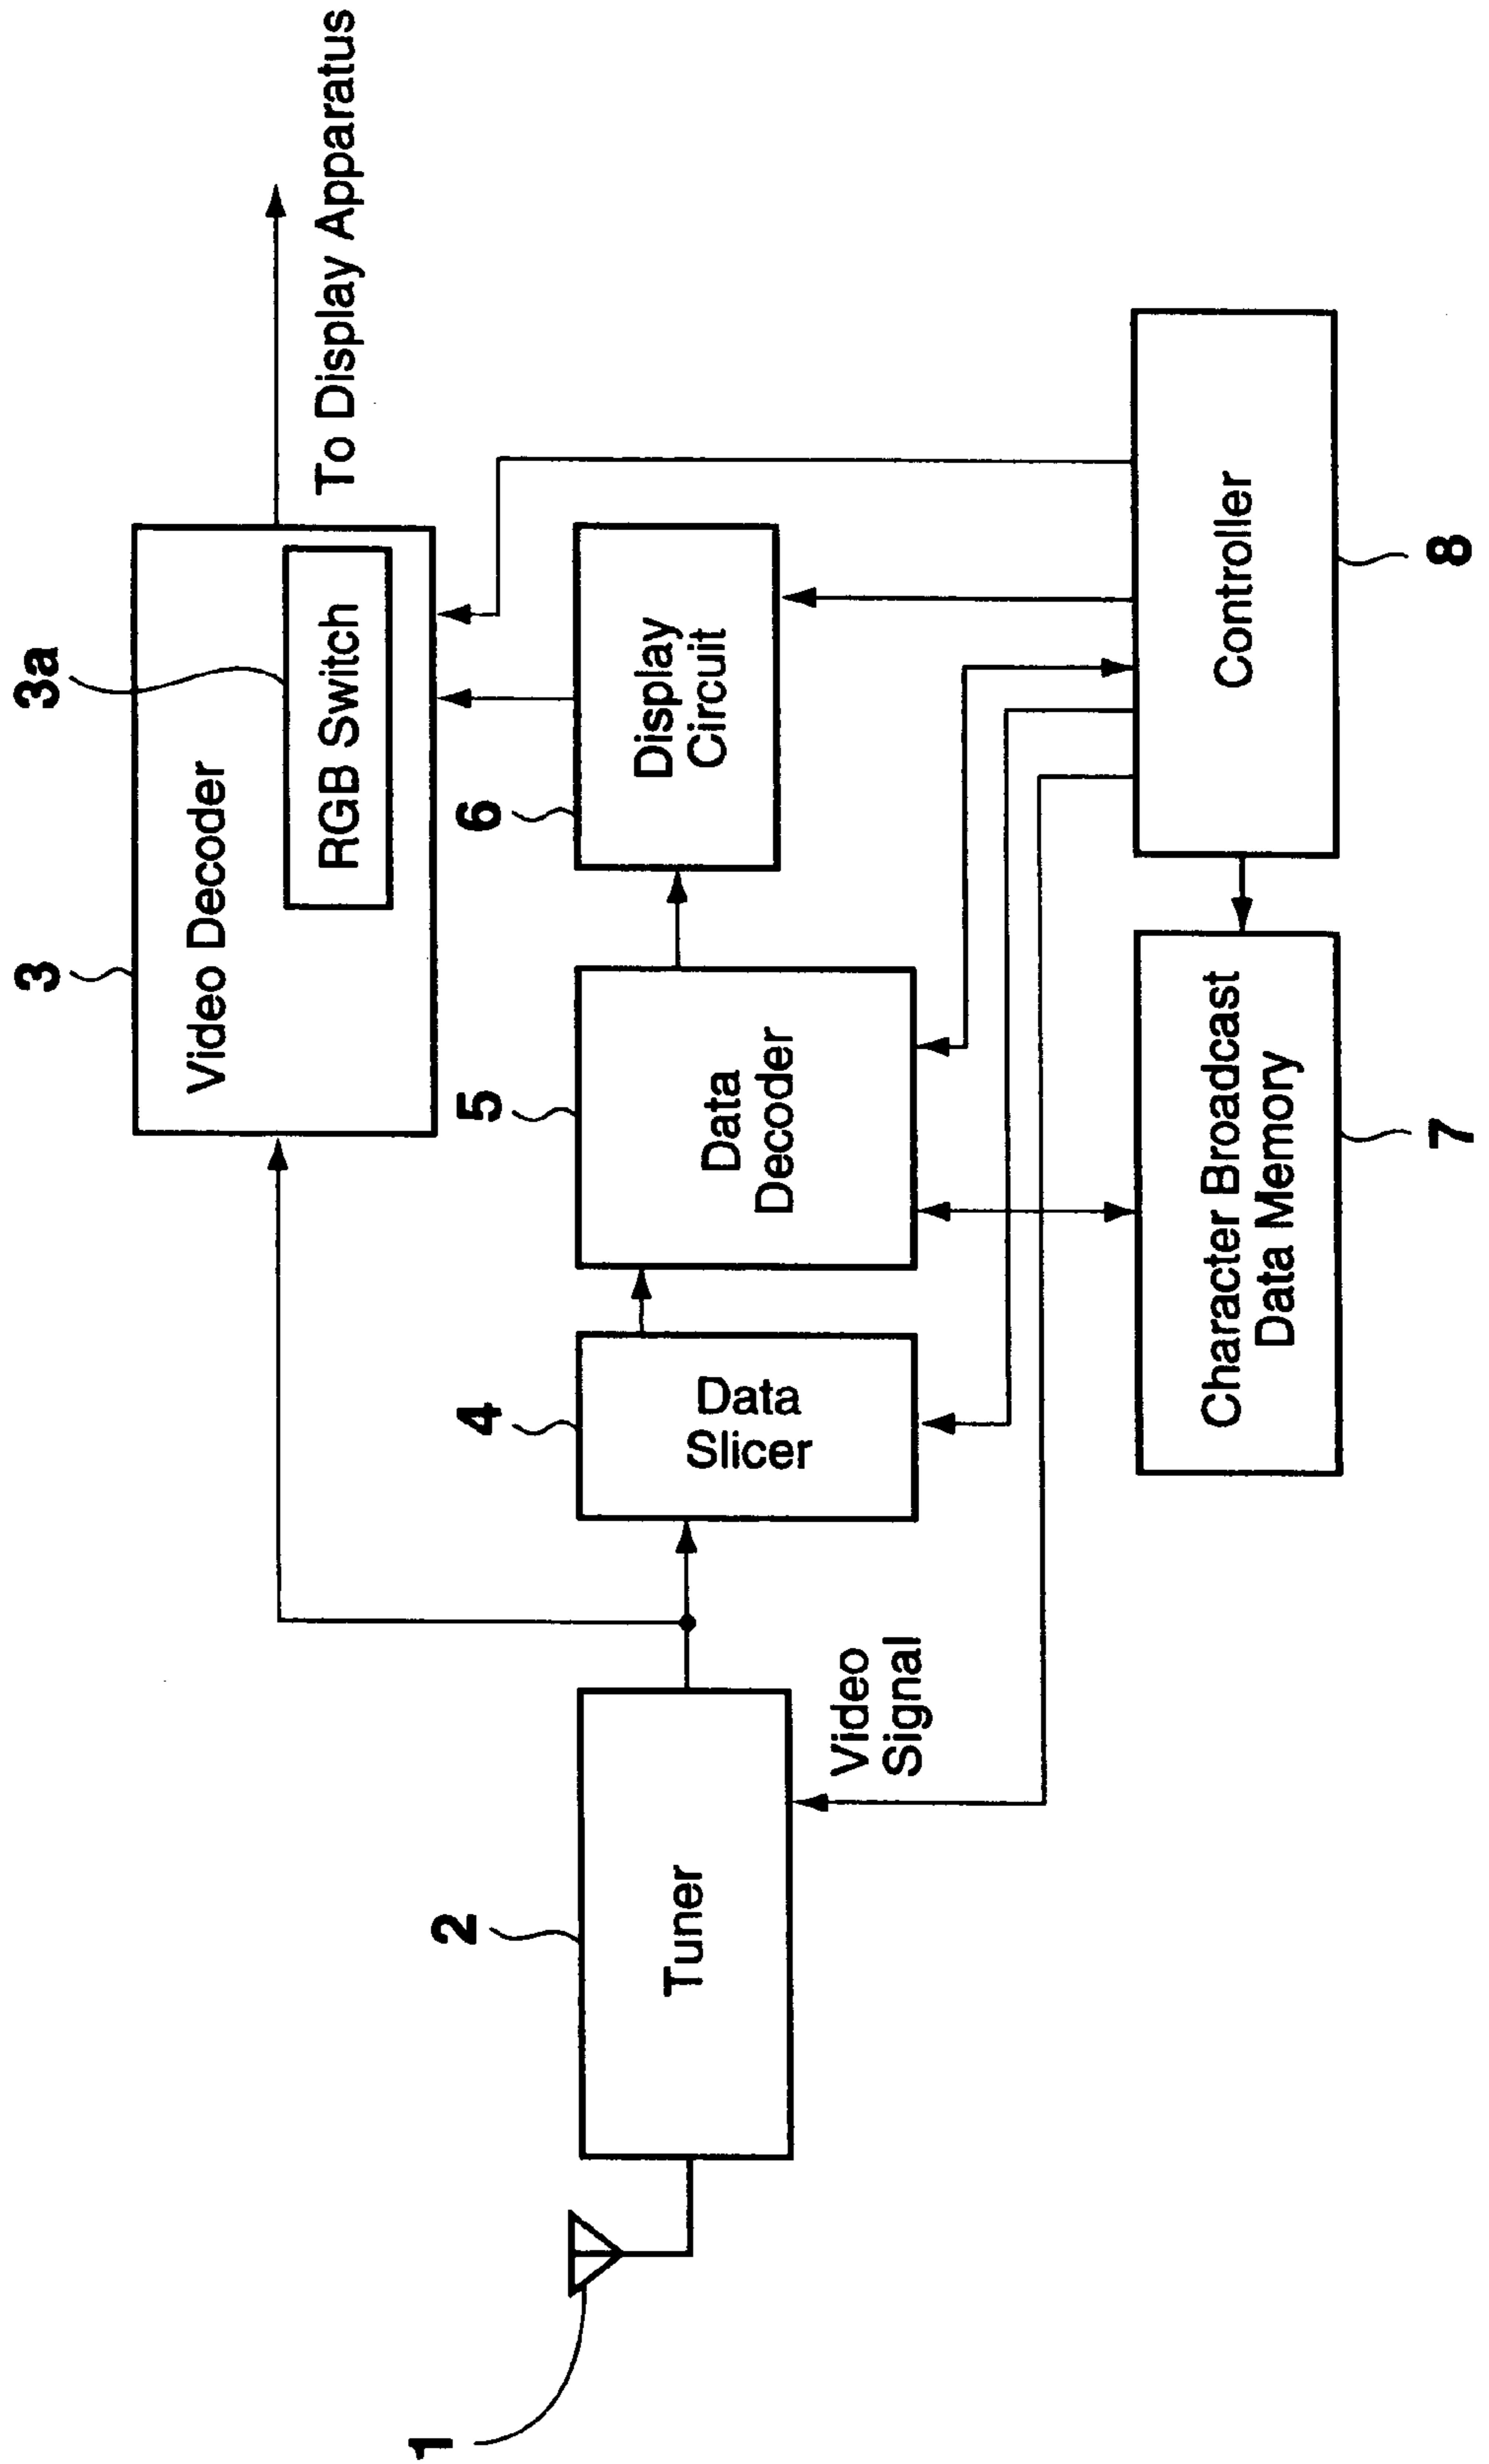 3
3a
Video Decoder
RGB Switch
To Display Apparatus
1
2
Tuner
Video
Signal
4
Data
Slicer
5
Data
Decoder
6
Display
Circuit
Character Broadcast
Data Memory
7
Controller
8